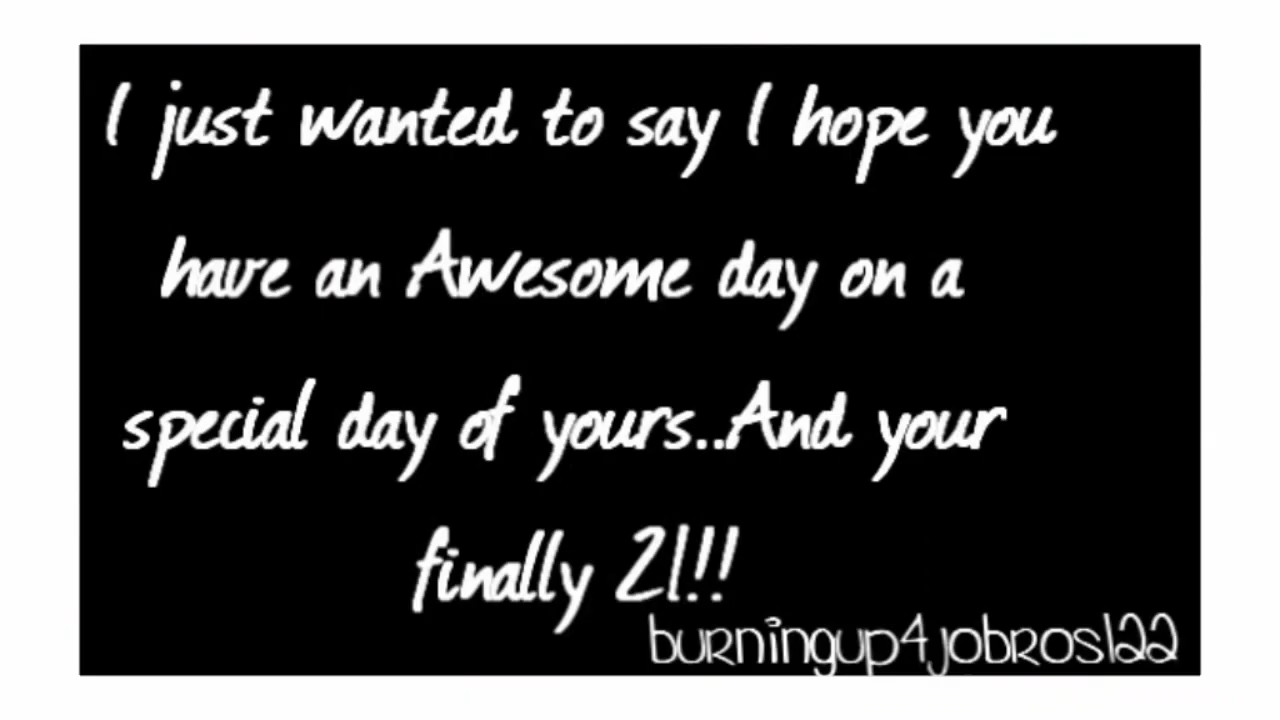 I just wanted to say I hope you
have an Awesome day on a
special day of yours..And your
finally 21!!
burningup4jobros122